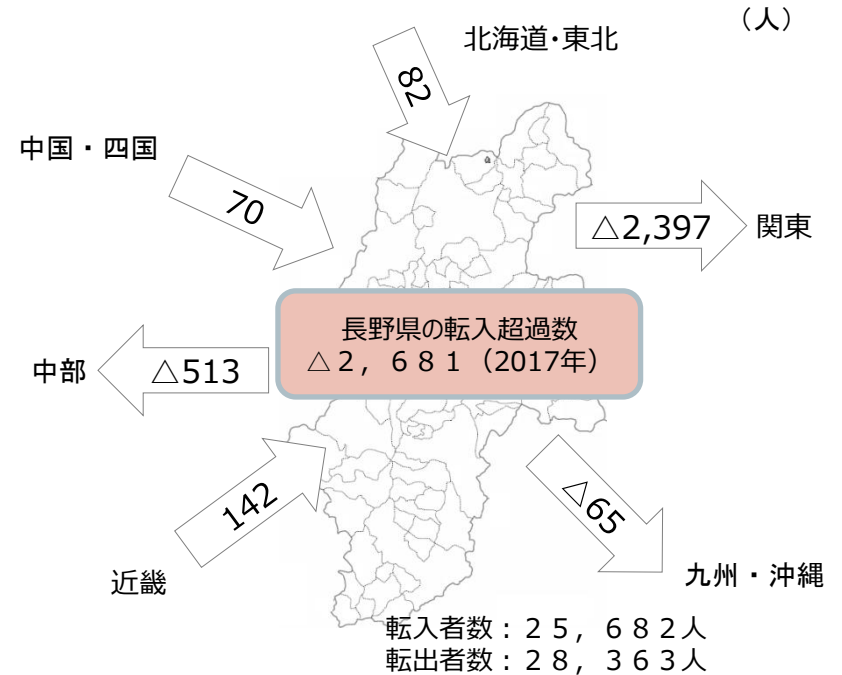 （人）
北海道・東北
82
中国・四国
70
△2,397
関東
長野県の転入超過数
△２，６８１（2017年）
中部
△513
142
近畿
△65
九州・沖縄
転入者数：２５，６８２人
転出者数：２８，３６３人